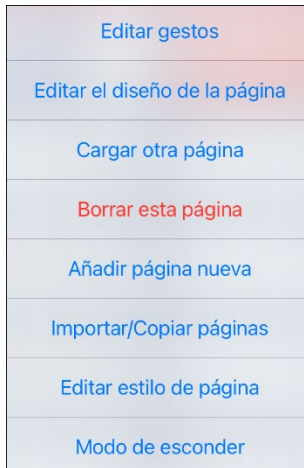 Editar gestos
Editar el diseño de la página
Cargar otra página
Borrar esta página
Añadir página nueva
Importar/Copiar páginas
Editar estilo de página
Modo de esconder